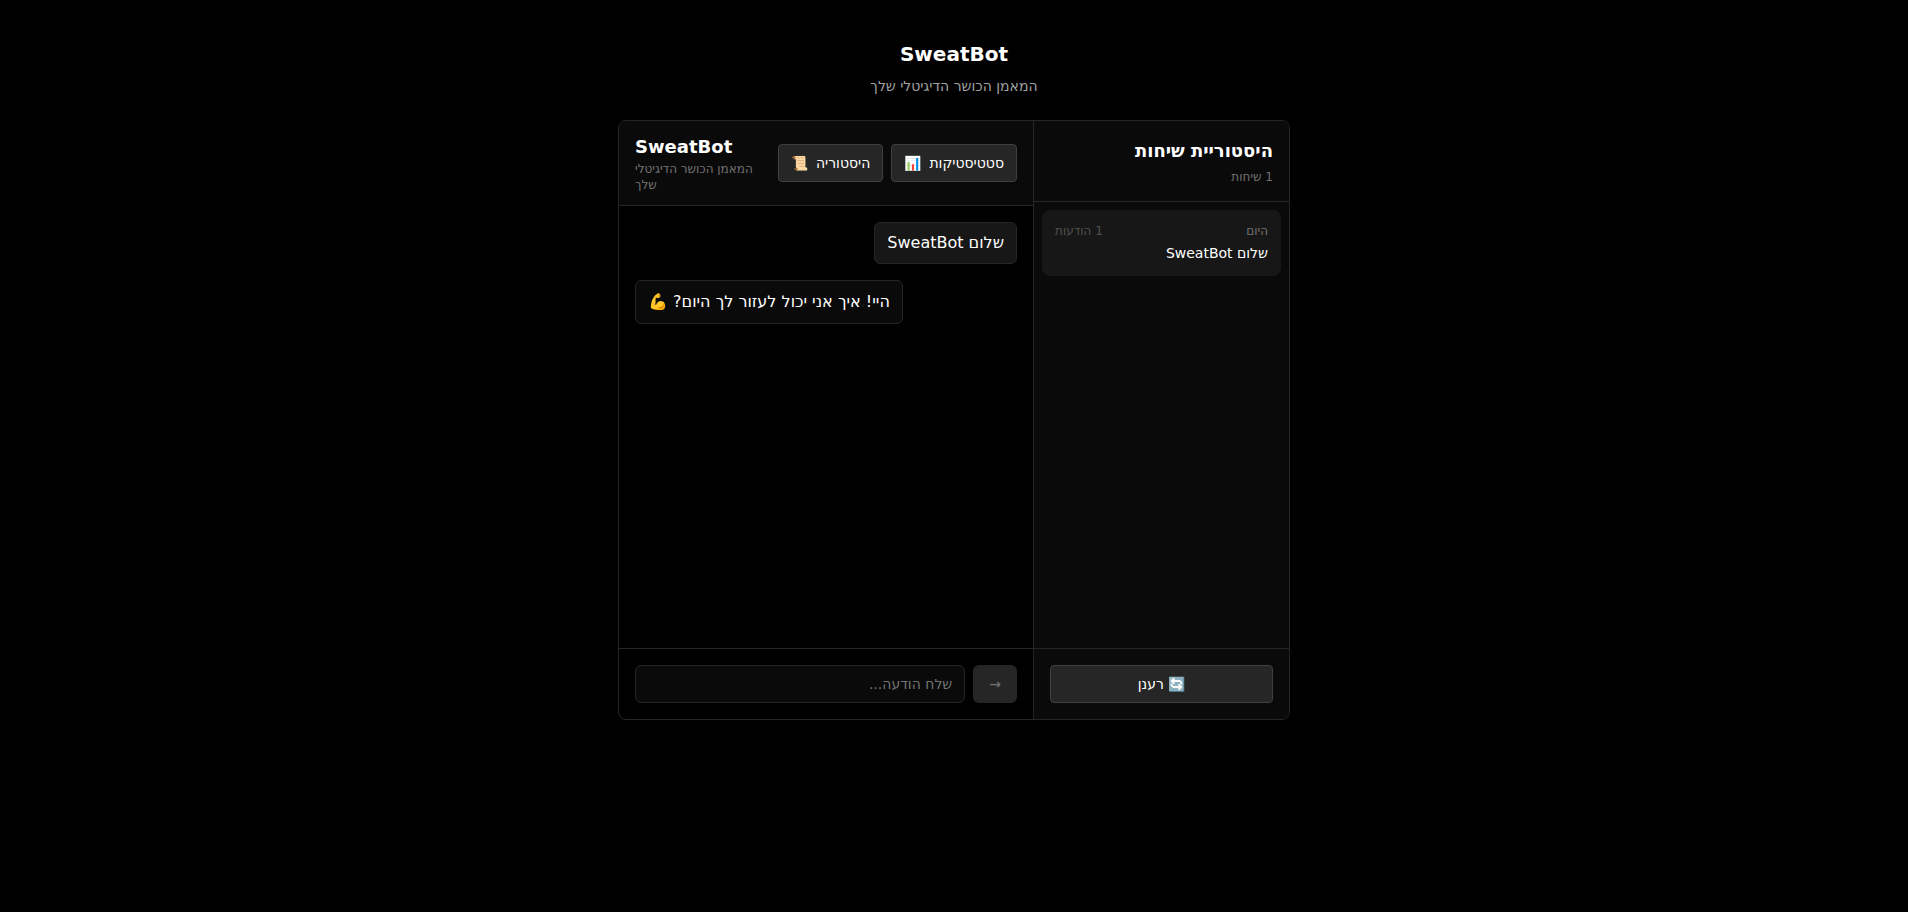 SweatBot
המאמן הכושר הדיגיטלי שלך
היסטוריית שיחות
1 שיחות
היום
1 הודעות
שלום SweatBot
🔄 רענן
SweatBot
המאמן הכושר הדיגיטלי
שלך
סטטיסטיקות 📊
היסטוריה 📜
שלום SweatBot
היי! איך אני יכול לעזור לך היום? 💪
שלח הודעה...
→